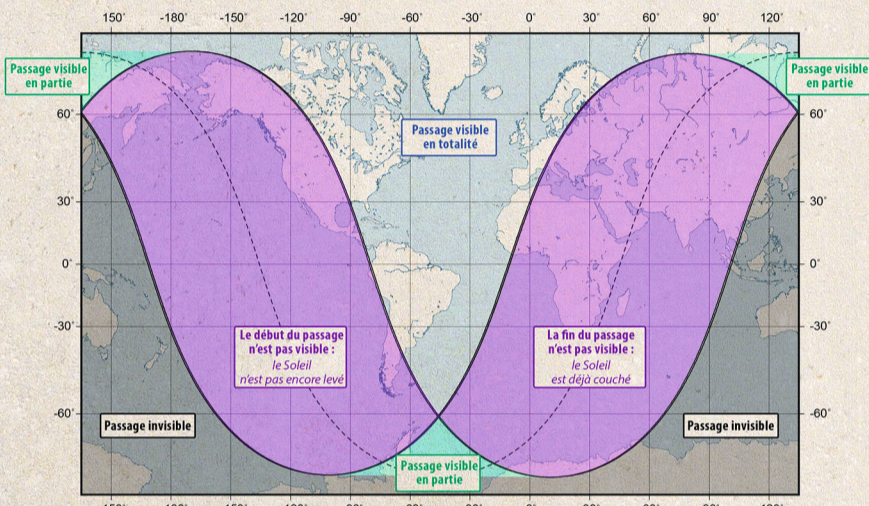 150 -180° -150° -120° -90° -60° -30° 0° 30° 60° 90° 120°
Passage visible
en partie
Passage visible
en partie
60° 60°
Passage visible
en totalité
30° 30°
0° 0°
-30° -30°
Le début du passage
n'est pas visible :
le Soleil
n'est pas encore levé
La fin du passage
n'est pas visible :
le Soleil
est déjà couché
-60° -60°
Passage invisible
Passage invisible
Passage visible
en partie